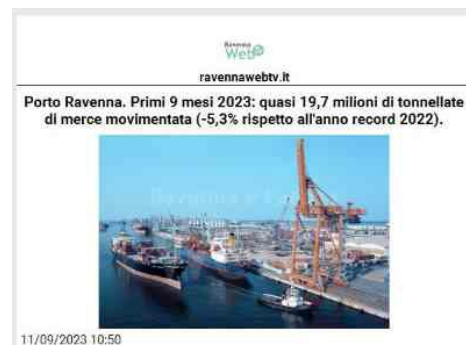 Ravenna
Web
ravennawebtv.it
Porto Ravenna. Primi 9 mesi 2023: quasi 19,7 milioni di tonnellate
di merce movimentata (-5,3% rispetto all'anno record 2022).
11/09/2023 10:50